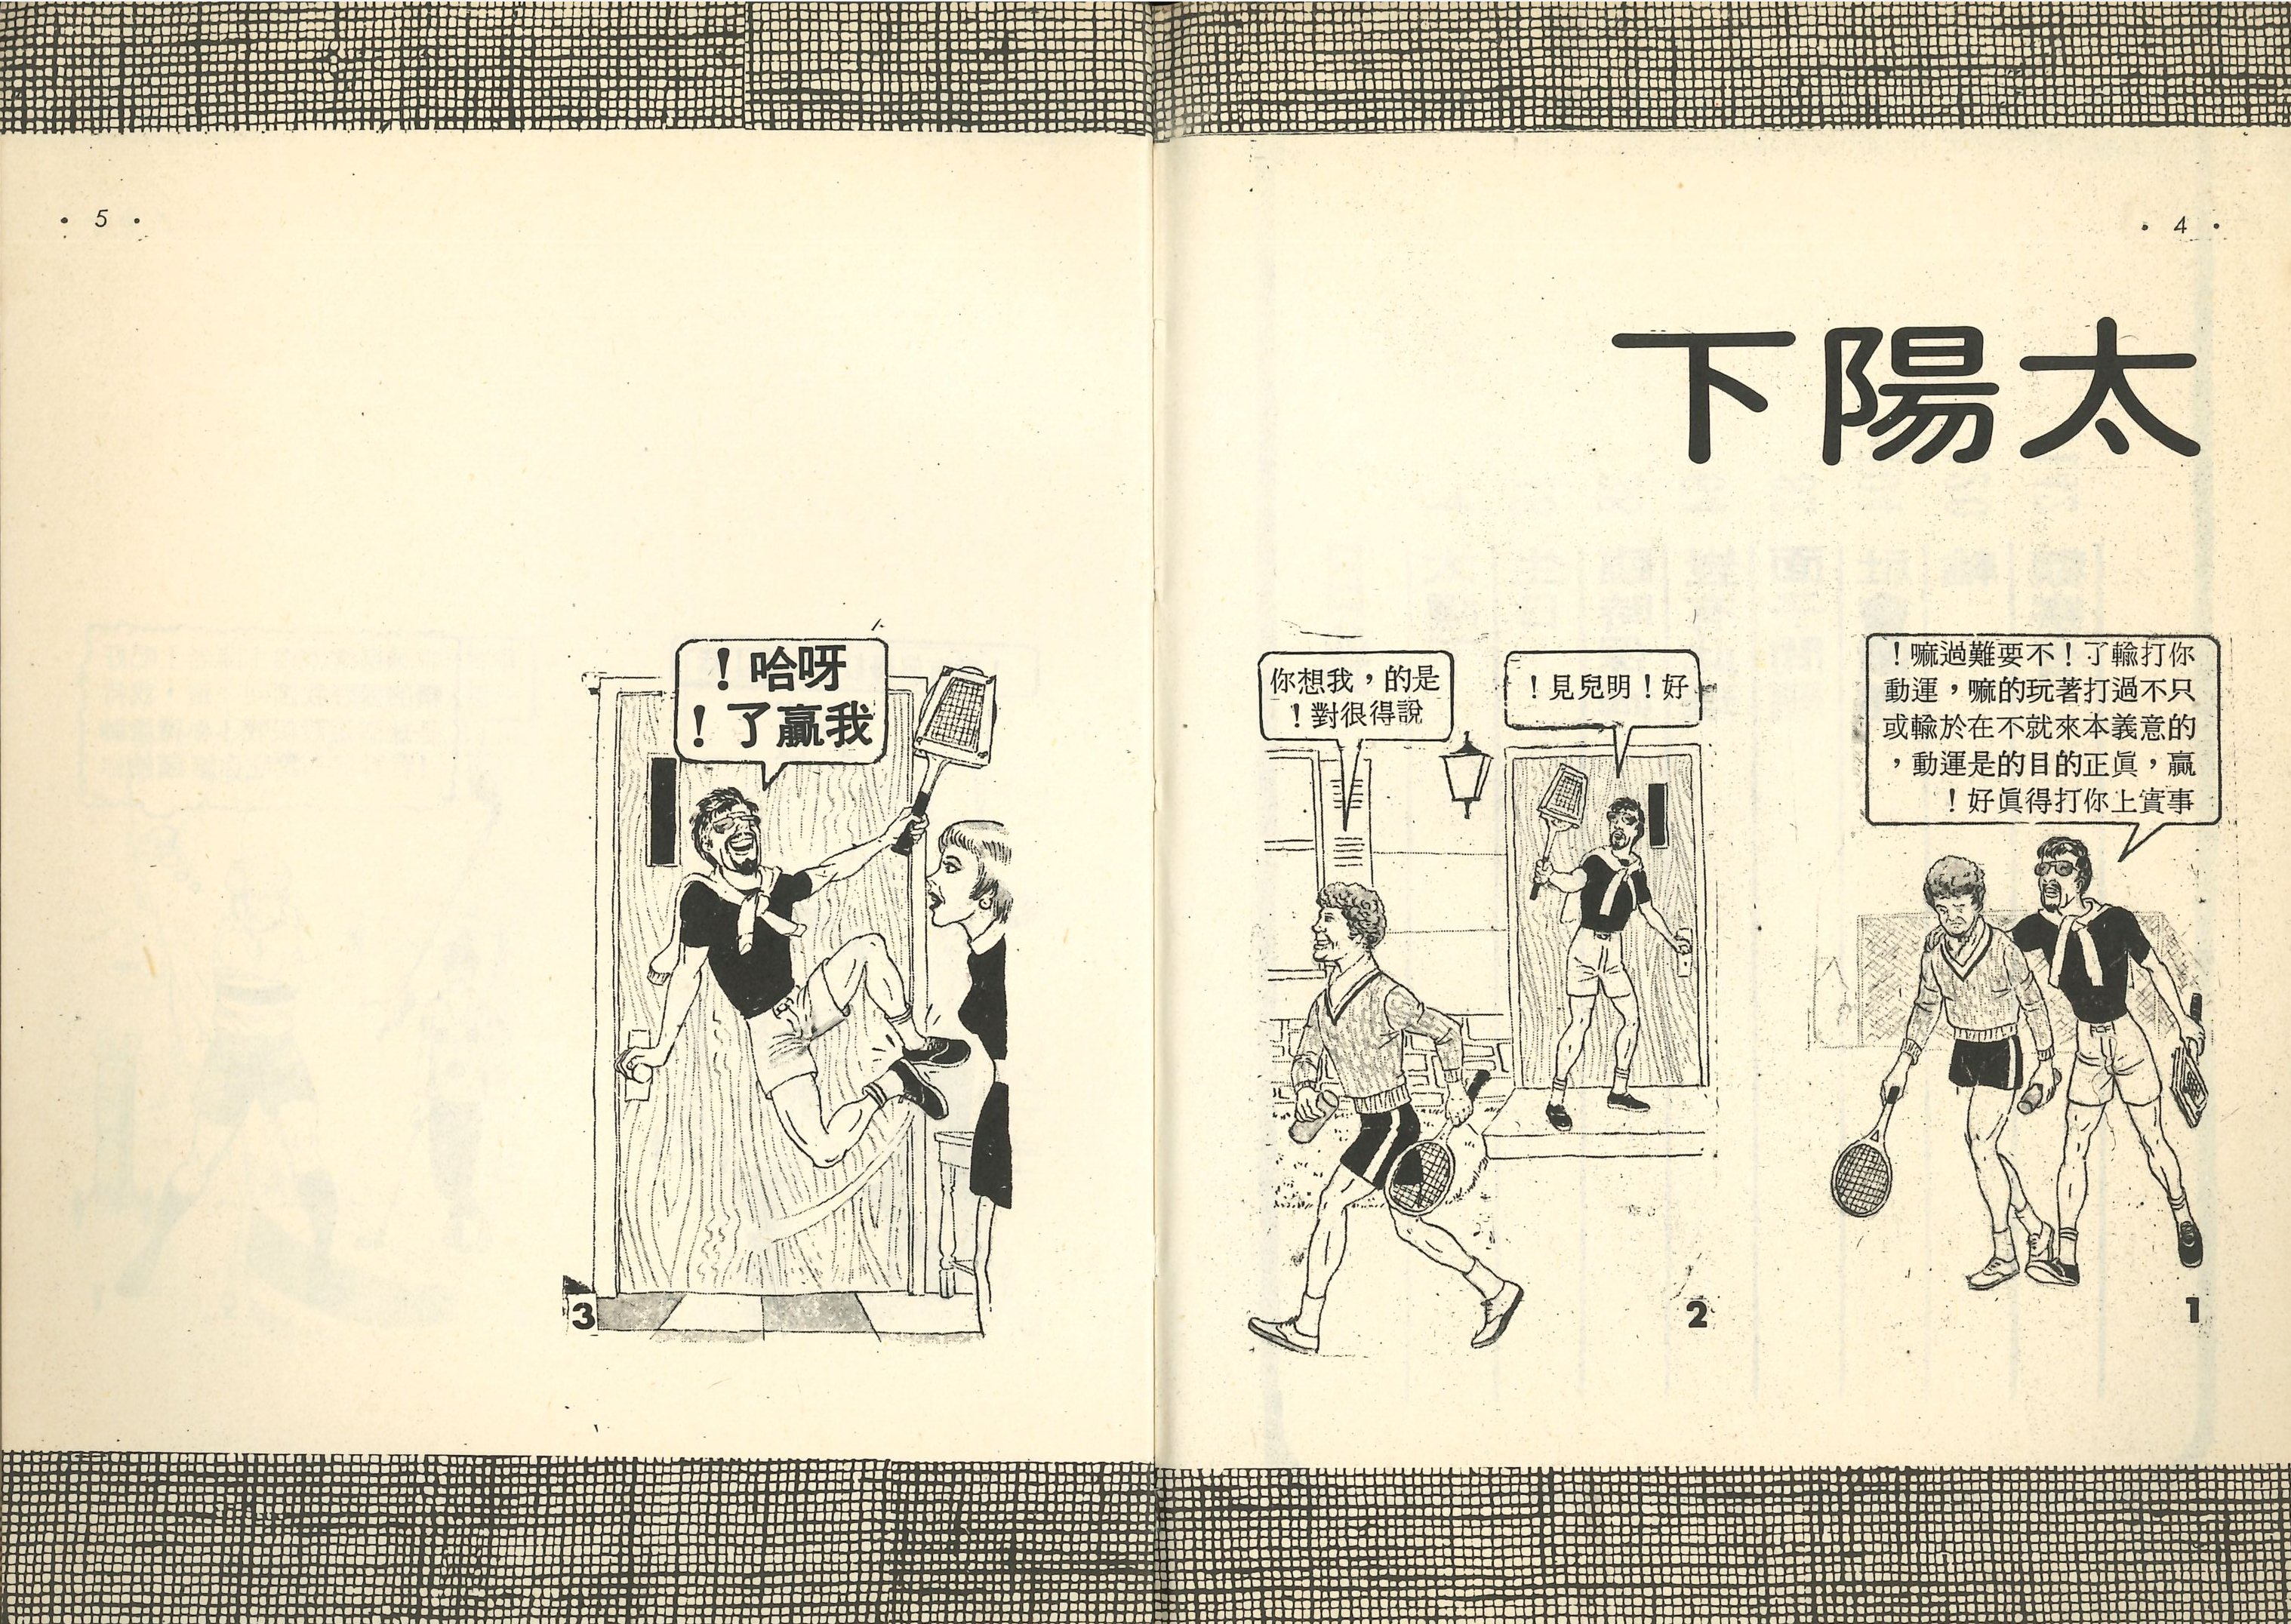 • 4 •
太陽下
你打輸了！不要難過嘛！
只不過打著玩的嘛，運動
的意義本來就不在於輸或
贏，眞正的目的是運動，
事實上你打得眞好！
1
好！明兒見！
是的，我想你
說得很對！
2
• 5 •
呀哈！
我贏了！
3